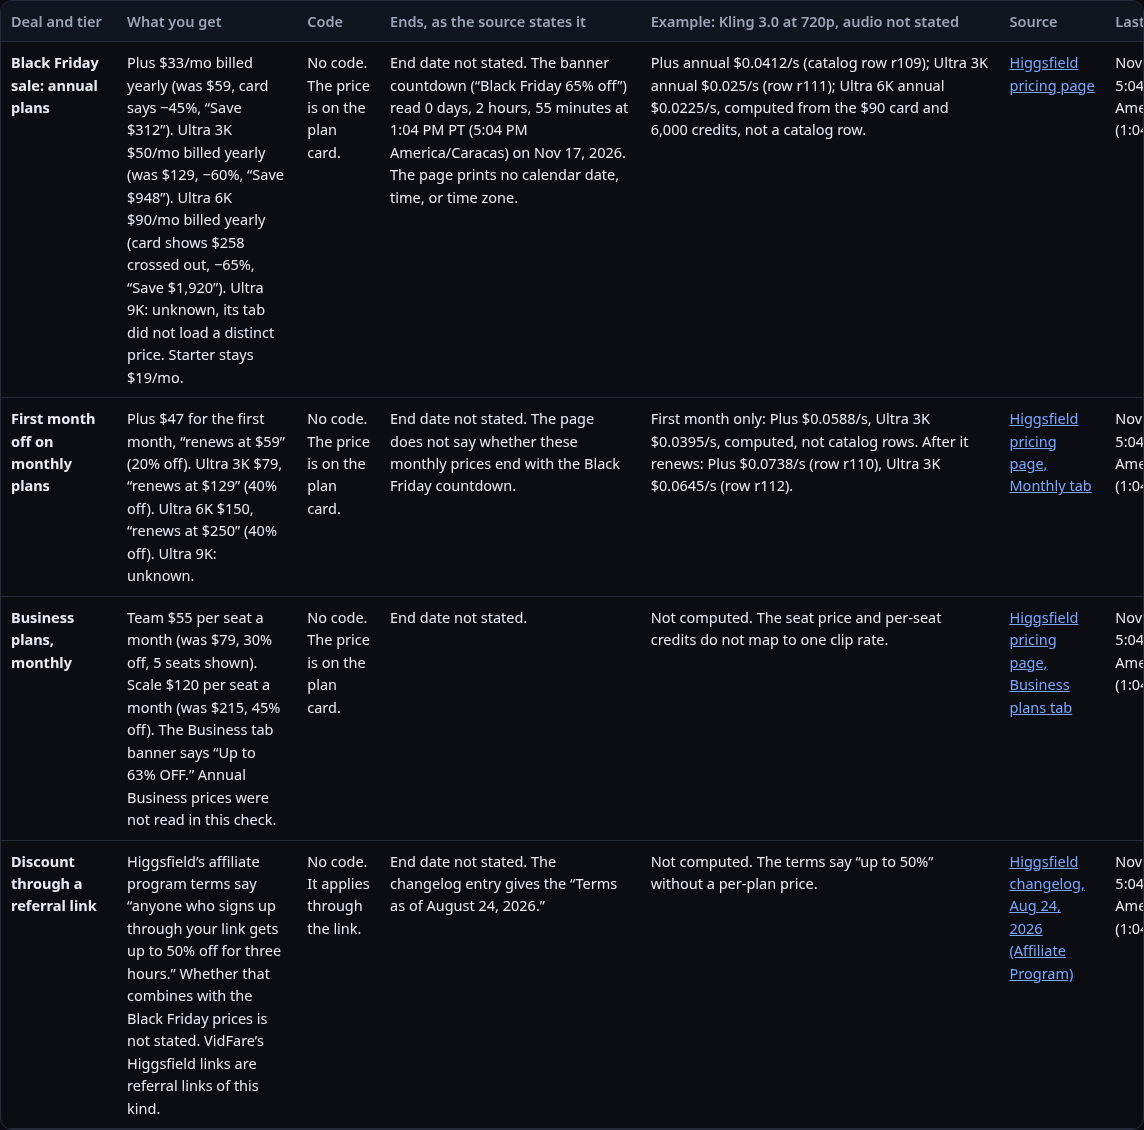 Deal and tier
What you get
Code
Ends, as the source states it
Example: Kling 3.0 at 720p, audio not stated
Source
Last
Black Friday
sale: annual
plans
Plus $33/mo billed
yearly (was $59, card
says −45%, “Save
$312”). Ultra 3K
$50/mo billed yearly
(was $129, −60%, “Save
$948”). Ultra 6K
$90/mo billed yearly
(card shows $258
crossed out, −65%,
“Save $1,920”). Ultra
9K: unknown, its tab
did not load a distinct
price. Starter stays
$19/mo.
No code.
The price
is on the
plan
card.
End date not stated. The banner
countdown (“Black Friday 65% off”)
read 0 days, 2 hours, 55 minutes at
1:04 PM PT (5:04 PM
America/Caracas) on Nov 17, 2026.
The page prints no calendar date,
time, or time zone.
Plus annual $0.0412/s (catalog row r109); Ultra 3K
annual $0.025/s (row r111); Ultra 6K annual
$0.0225/s, computed from the $90 card and
6,000 credits, not a catalog row.
Higgsfield
pricing page
Nov
5:04
Ame
(1:04
First month
off on
monthly
plans
Plus $47 for the first
month, “renews at $59”
(20% off). Ultra 3K $79,
“renews at $129” (40%
off). Ultra 6K $150,
“renews at $250” (40%
off). Ultra 9K:
unknown.
No code.
The price
is on the
plan
card.
End date not stated. The page
does not say whether these
monthly prices end with the Black
Friday countdown.
First month only: Plus $0.0588/s, Ultra 3K
$0.0395/s, computed, not catalog rows. After it
renews: Plus $0.0738/s (row r110), Ultra 3K
$0.0645/s (row r112).
Higgsfield
pricing
page,
Monthly tab
Nov
5:04
Ame
(1:04
Business
plans,
monthly
Team $55 per seat a
month (was $79, 30%
off, 5 seats shown).
Scale $120 per seat a
month (was $215, 45%
off). The Business tab
banner says “Up to
63% OFF.” Annual
Business prices were
not read in this check.
No code.
The price
is on the
plan
card.
End date not stated.
Not computed. The seat price and per-seat
credits do not map to one clip rate.
Higgsfield
pricing
page,
Business
plans tab
Nov
5:04
Ame
(1:04
Discount
through a
referral link
Higgsfield’s affiliate
program terms say
“anyone who signs up
through your link gets
up to 50% off for three
hours.” Whether that
combines with the
Black Friday prices is
not stated. VidFare’s
Higgsfield links are
referral links of this
kind.
No code.
It applies
through
the link.
End date not stated. The
changelog entry gives the “Terms
as of August 24, 2026.”
Not computed. The terms say “up to 50%”
without a per-plan price.
Higgsfield
changelog,
Aug 24,
2026
(Affiliate
Program)
Nov
5:04
Ame
(1:04